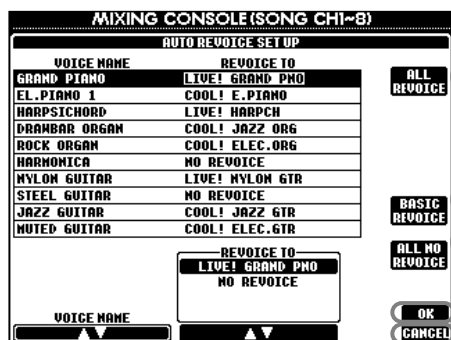 MIXING CONSOLE(SONG CH1~8)
AUTO REVOICE SET UP
VOICE NAME REVOICE TO
GRAND PIANO LIVE! GRAND PNO
EL.PIANO 1 COOL! E.PIANO
HARPSICHORD LIVE! HARPCH
DRAWBAR ORGAN COOL! JAZZ ORG
ROCK ORGAN COOL! ELEC.ORG
HARMONICA NO REVOICE
NYLON GUITAR LIVE! NYLON GTR
STEEL GUITAR NO REVOICE
JAZZ GUITAR COOL! JAZZ GTR
MUTED GUITAR COOL! ELEC.GTR
ALL
REVOICE
BASIC
REVOICE
ALL NO
REVOICE
REVOICE TO
LIVE! GRAND PNO
NO REVOICE
VOICE NAME
OK
CANCEL